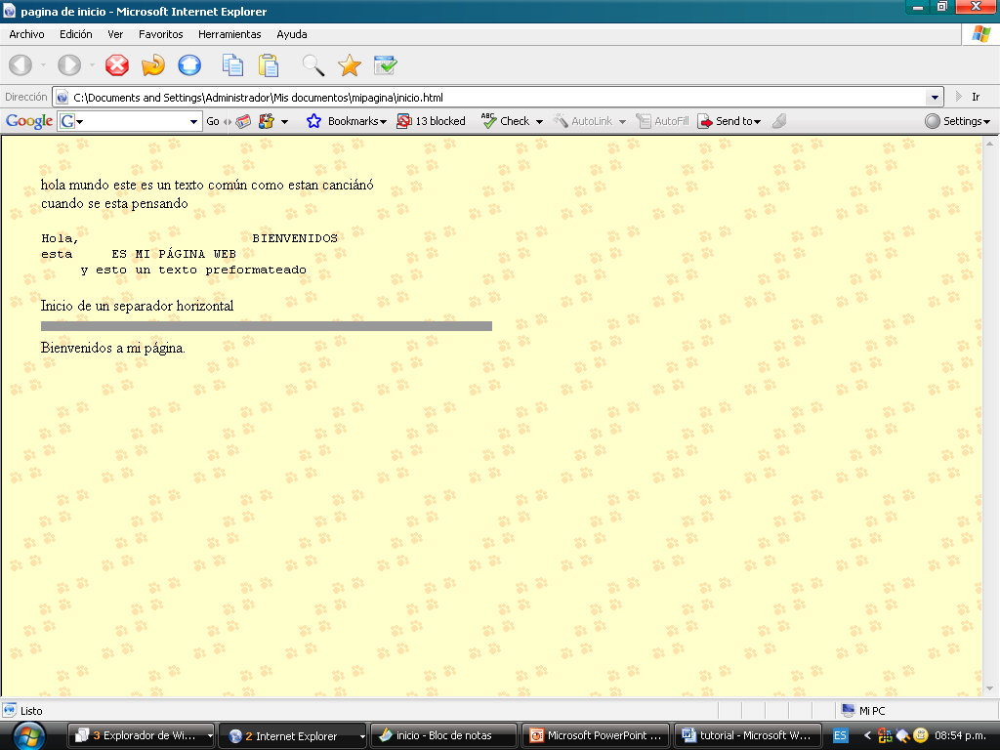 pagina de inicio - Microsoft Internet Explorer
Archivo Edición Ver Favoritos Herramientas Ayuda
Dirección C:\Documents and Settings\Administrador\Mis documentos\mipagina\inicio.html Ir
Google G Go Bookmarks 13 blocked ABC Check AutoLink AutoFill Send to Settings
hola mundo este es un texto común como estan canciánó
cuando se esta pensando
Hola, BIENVENIDOS
esta ES MI PÁGINA WEB
y esto un texto preformateado
Inicio de un separador horizontal
Bienvenidos a mi página.
Listo Mi PC
3 Explorador de Wi... 2 Internet Explorer inicio - Bloc de notas Microsoft PowerPoint ... tutorial - Microsoft W... ES 08:54 p.m.